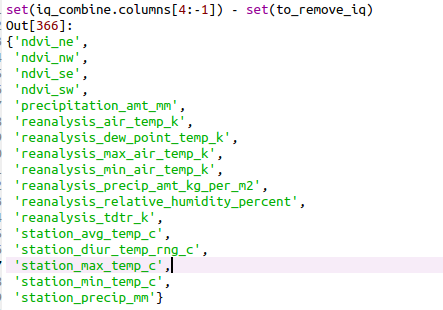 set(iq_combine.columns[4:-1]) - set(to_remove_iq)
Out[366]:
{'ndvi_ne',
'ndvi_nw',
'ndvi_se',
'ndvi_sw',
'precipitation_amt_mm',
'reanalysis_air_temp_k',
'reanalysis_dew_point_temp_k',
'reanalysis_max_air_temp_k',
'reanalysis_min_air_temp_k',
'reanalysis_precip_amt_kg_per_m2',
'reanalysis_relative_humidity_percent',
'reanalysis_tdtr_k',
'station_avg_temp_c',
'station_diur_temp_rng_c',
'station_max_temp_c',
'station_min_temp_c',
'station_precip_mm'}